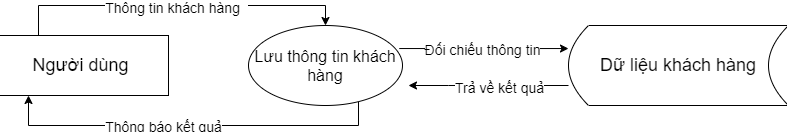 Thông tin khách hàng
Người dùng
Lưu thông tin khách
hàng
Đối chiếu thông tin
Trả về kết quả
Dữ liệu khách hàng
Thông báo kết quả